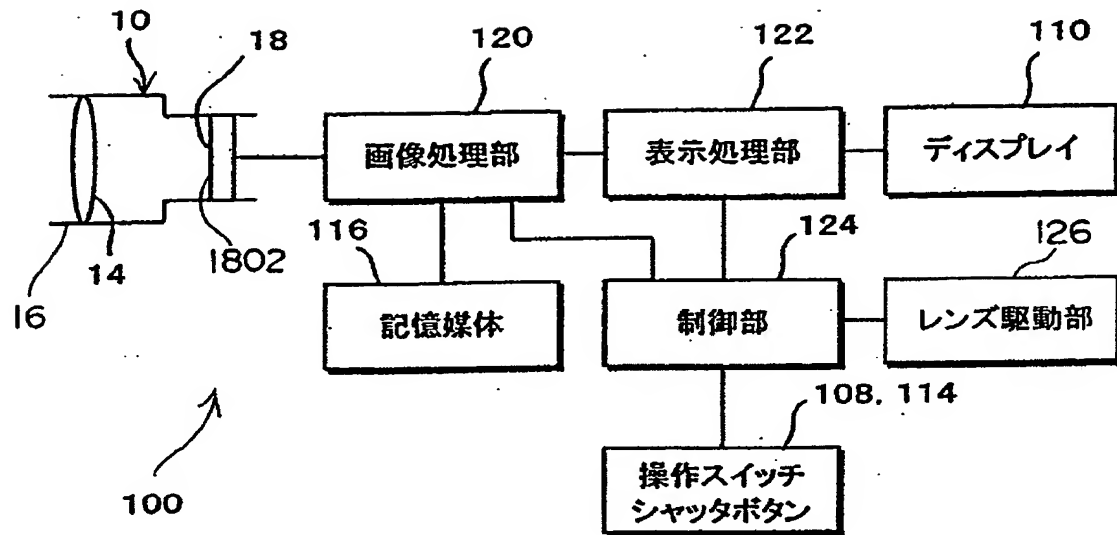 10
18
120
122
110
画像処理部
表示処理部
ディスプレイ
16
14
1802
116
124
126
記憶媒体
制御部
レンズ駆動部
108, 114
操作スイッチ
シャッタボタン
100